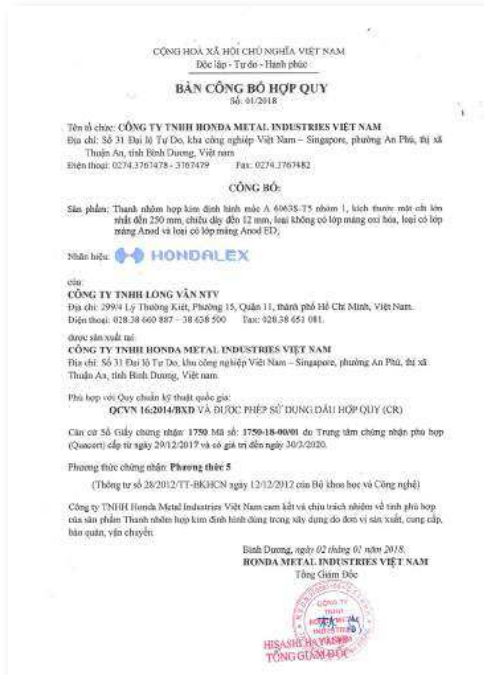 CỘNG HOÀ XÃ HỘI CHỦ NGHĨA VIỆT NAM
Độc lập - Tự do - Hạnh phúc
BẢN CÔNG BỐ HỢP QUY
Số: 01/2018
Tên tổ chức: CÔNG TY TNHH HONDA METAL INDUSTRIES VIỆT NAM
Địa chỉ: Số 31 Đại lộ Tự Do, khu công nghiệp Việt Nam – Singapore, phường An Phú, thị xã
Thuận An, tỉnh Bình Dương, Việt nam
Điện thoại: 0274.3767478 - 3767479 Fax: 0274.3767482
CÔNG BỐ:
Sản phẩm: Thanh nhôm hợp kim định hình mác A 6063S-T5 nhóm 1, kích thước mặt cắt lớn
nhất đến 250 mm, chiều dày đến 12 mm, loại không có lớp màng oxi hóa, loại có lớp
màng Anod và loại có lớp màng Anod ED,
Nhãn hiệu: HONDALEX
của:
CÔNG TY TNHH LONG VÂN NTV
Địa chỉ: 299/4 Lý Thường Kiệt, Phường 15, Quận 11, thành phố Hồ Chí Minh, Việt Nam.
Điện thoại: 028.38 660 887 – 38 638 500 Fax: 028.38 651 081.
được sản xuất tại
CÔNG TY TNHH HONDA METAL INDUSTRIES VIỆT NAM
Địa chỉ: Số 31 Đại lộ Tự Do, khu công nghiệp Việt Nam – Singapore, phường An Phú, thị xã
Thuận An, tỉnh Bình Dương, Việt nam
Phù hợp với Quy chuẩn kỹ thuật quốc gia:
QCVN 16:2014/BXD VÀ ĐƯỢC PHÉP SỬ DỤNG DẤU HỢP QUY (CR)
Căn cứ Số Giấy chứng nhận: 1750 Mã số: 1750-18-00/01 do Trung tâm chứng nhận phù hợp
(Quacert) cấp từ ngày 29/12/2017 và có giá trị đến ngày 30/3/2020.
Phương thức chứng nhận: Phương thức 5
(Thông tư số 28/2012/TT-BKHCN ngày 12/12/2012 của Bộ khoa học và Công nghệ)
Công ty TNHH Honda Metal Industries Việt Nam cam kết và chịu trách nhiệm về tính phù hợp
của sản phẩm Thanh nhôm hợp kim định hình dùng trong xây dựng do đơn vị sản xuất, cung cấp,
bảo quản, vận chuyển.
Bình Dương, ngày 02 tháng 01 năm 2018.
HONDA METAL INDUSTRIES VIỆT NAM
Tổng Giám Đốc
CÔNG TY
TNHH
HONDA METAL
INDUSTRIES
HISASHI HAYASHI
TỔNG GIÁM ĐỐC